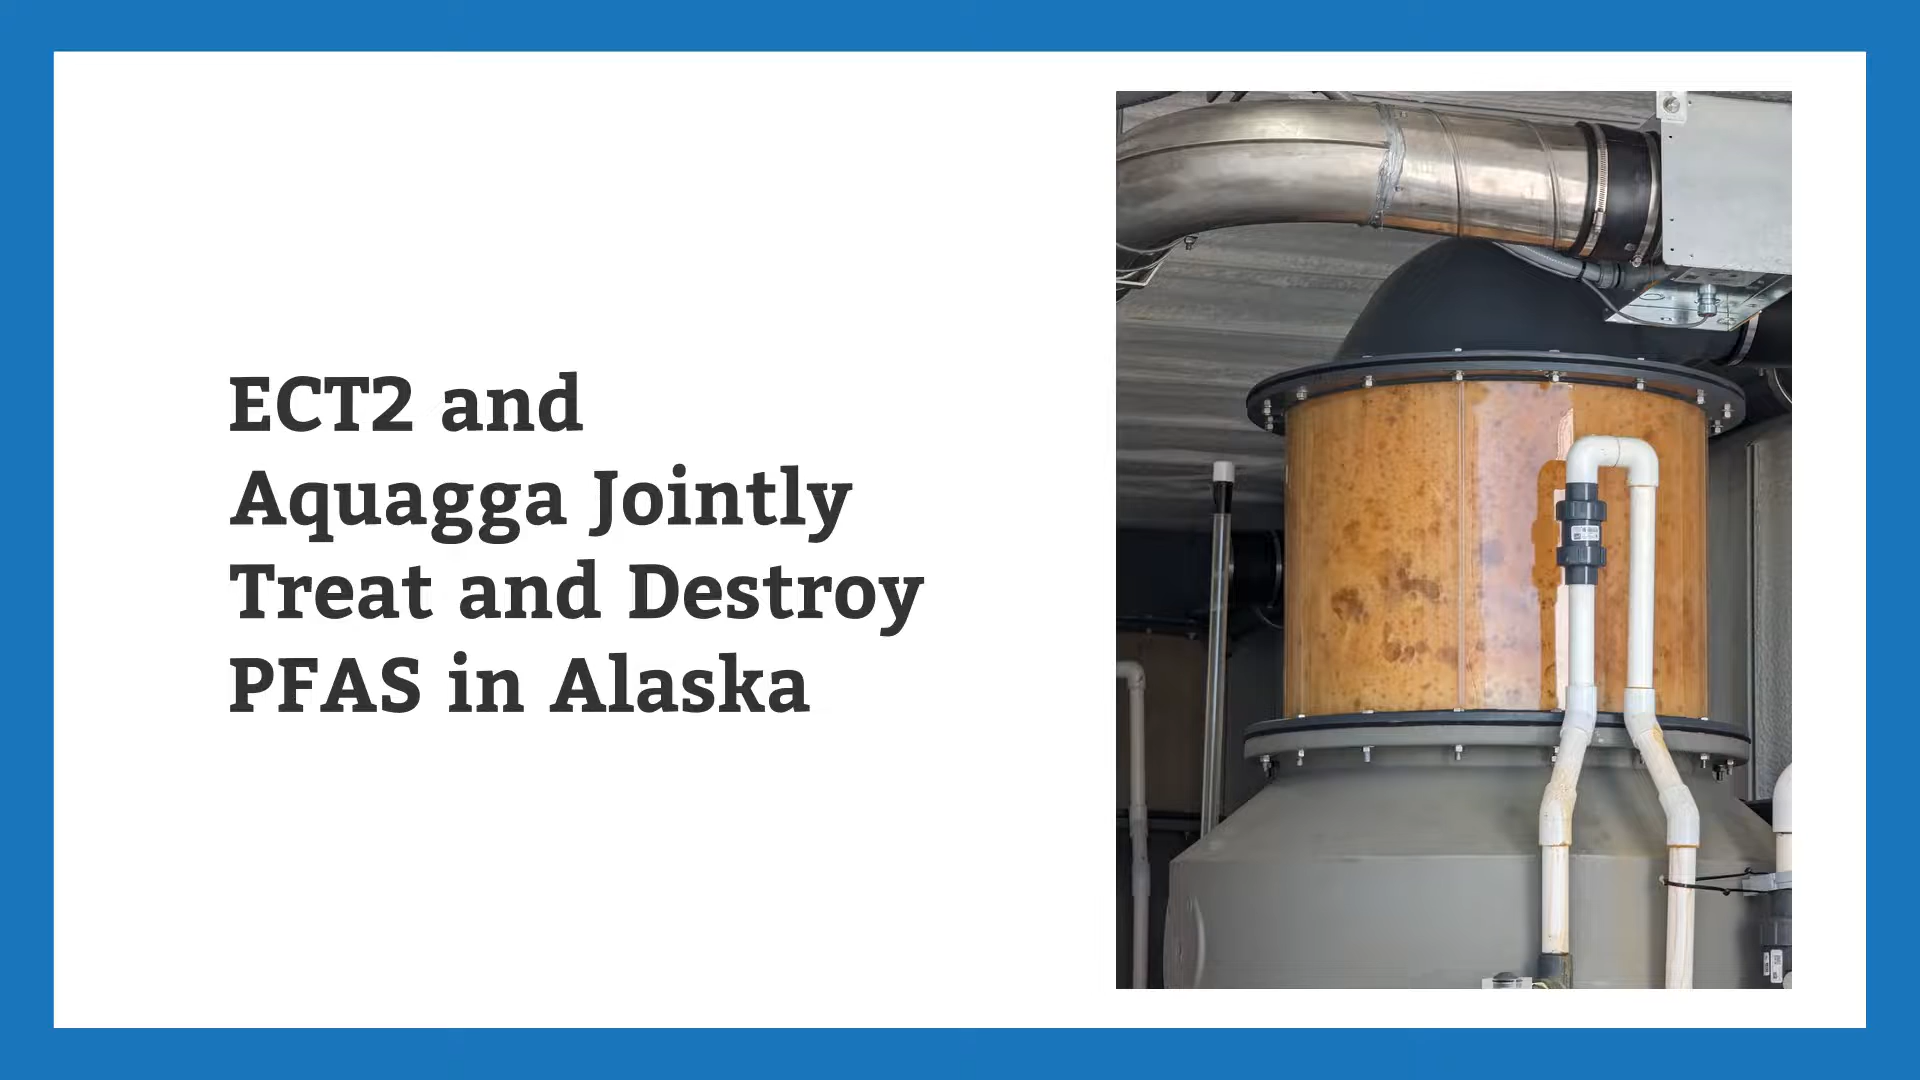 ECT2 and
Aquagga Jointly
Treat and Destroy
PFAS in Alaska